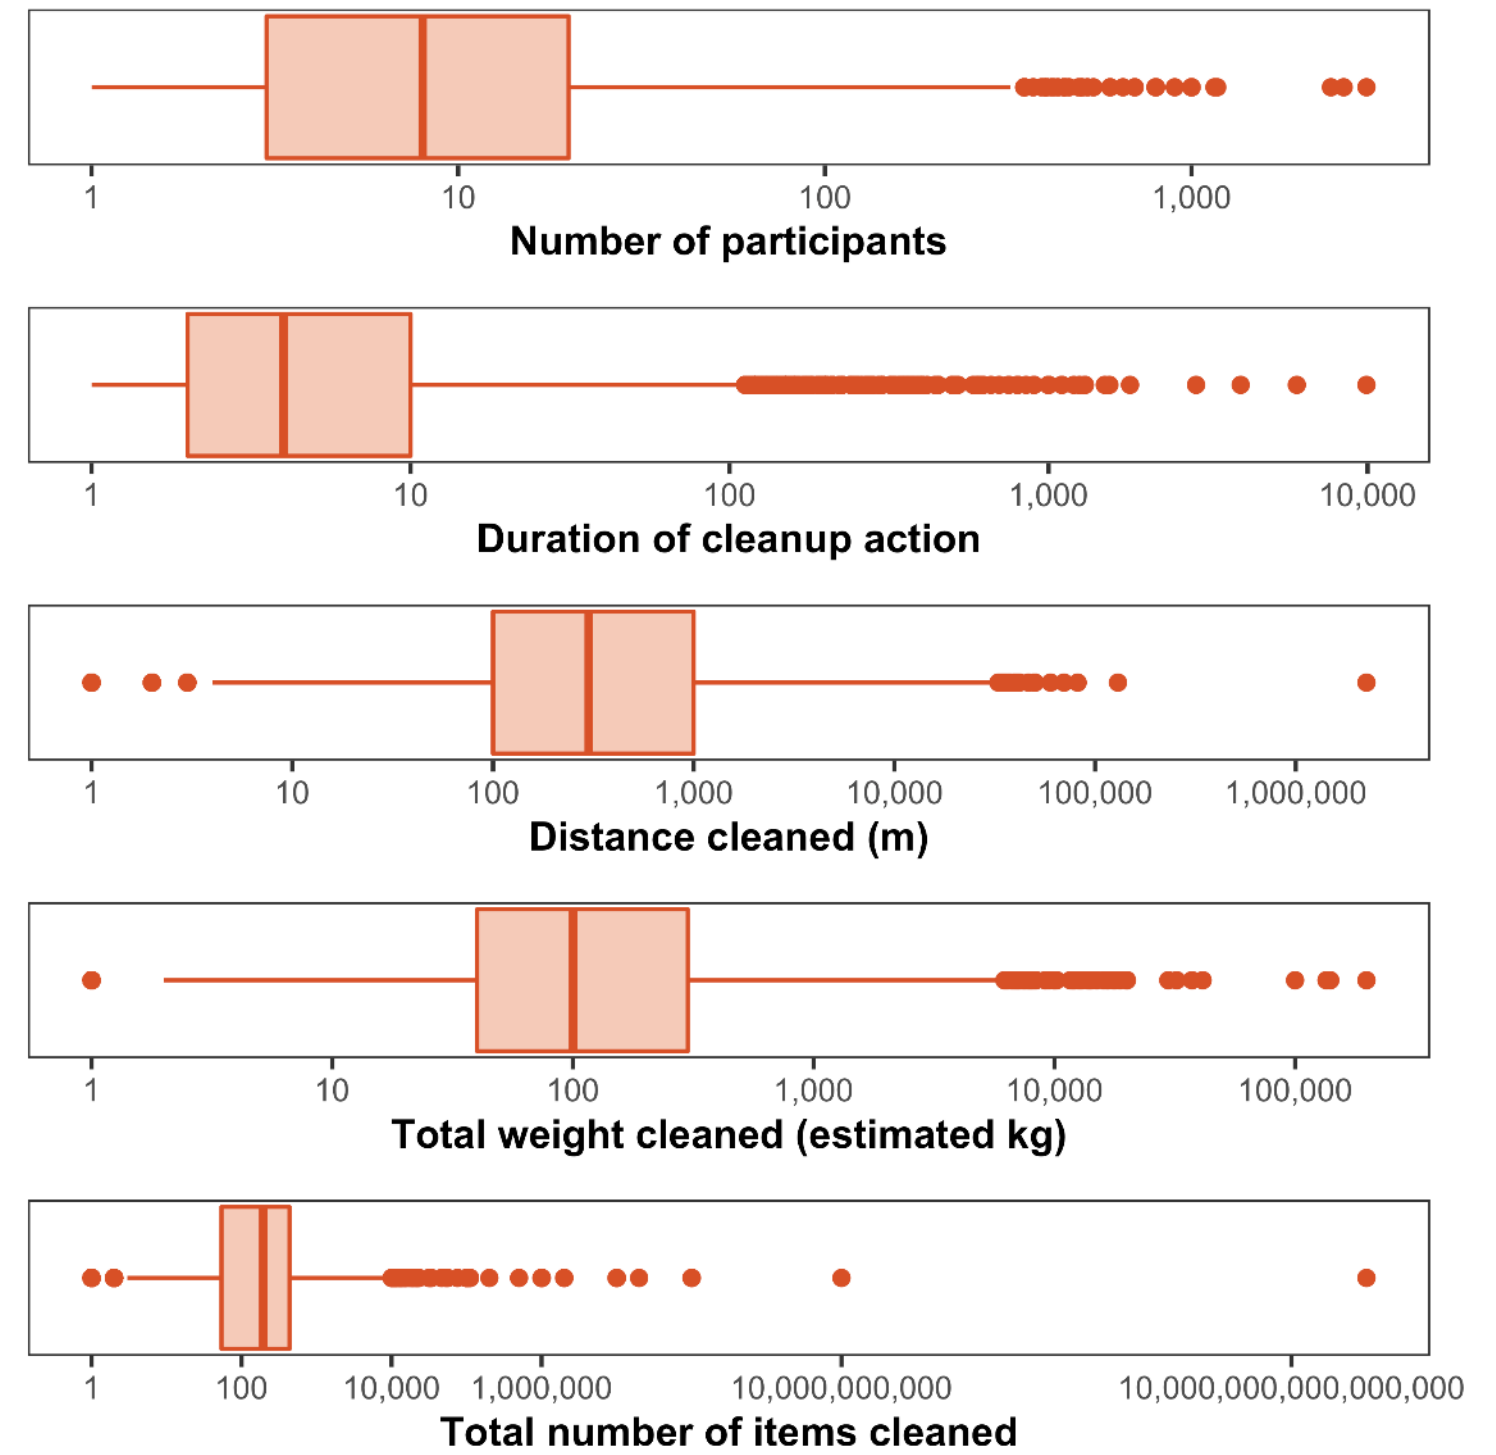 1 10 100 1,000
Number of participants
1 10 100 1,000 10,000
Duration of cleanup action
1 10 100 1,000 10,000 100,000 1,000,000
Distance cleaned (m)
1 10 100 1,000 10,000 100,000
Total weight cleaned (estimated kg)
1 100 10,000 1,000,000 10,000,000,000 10,000,000,000,000,000
Total number of items cleaned